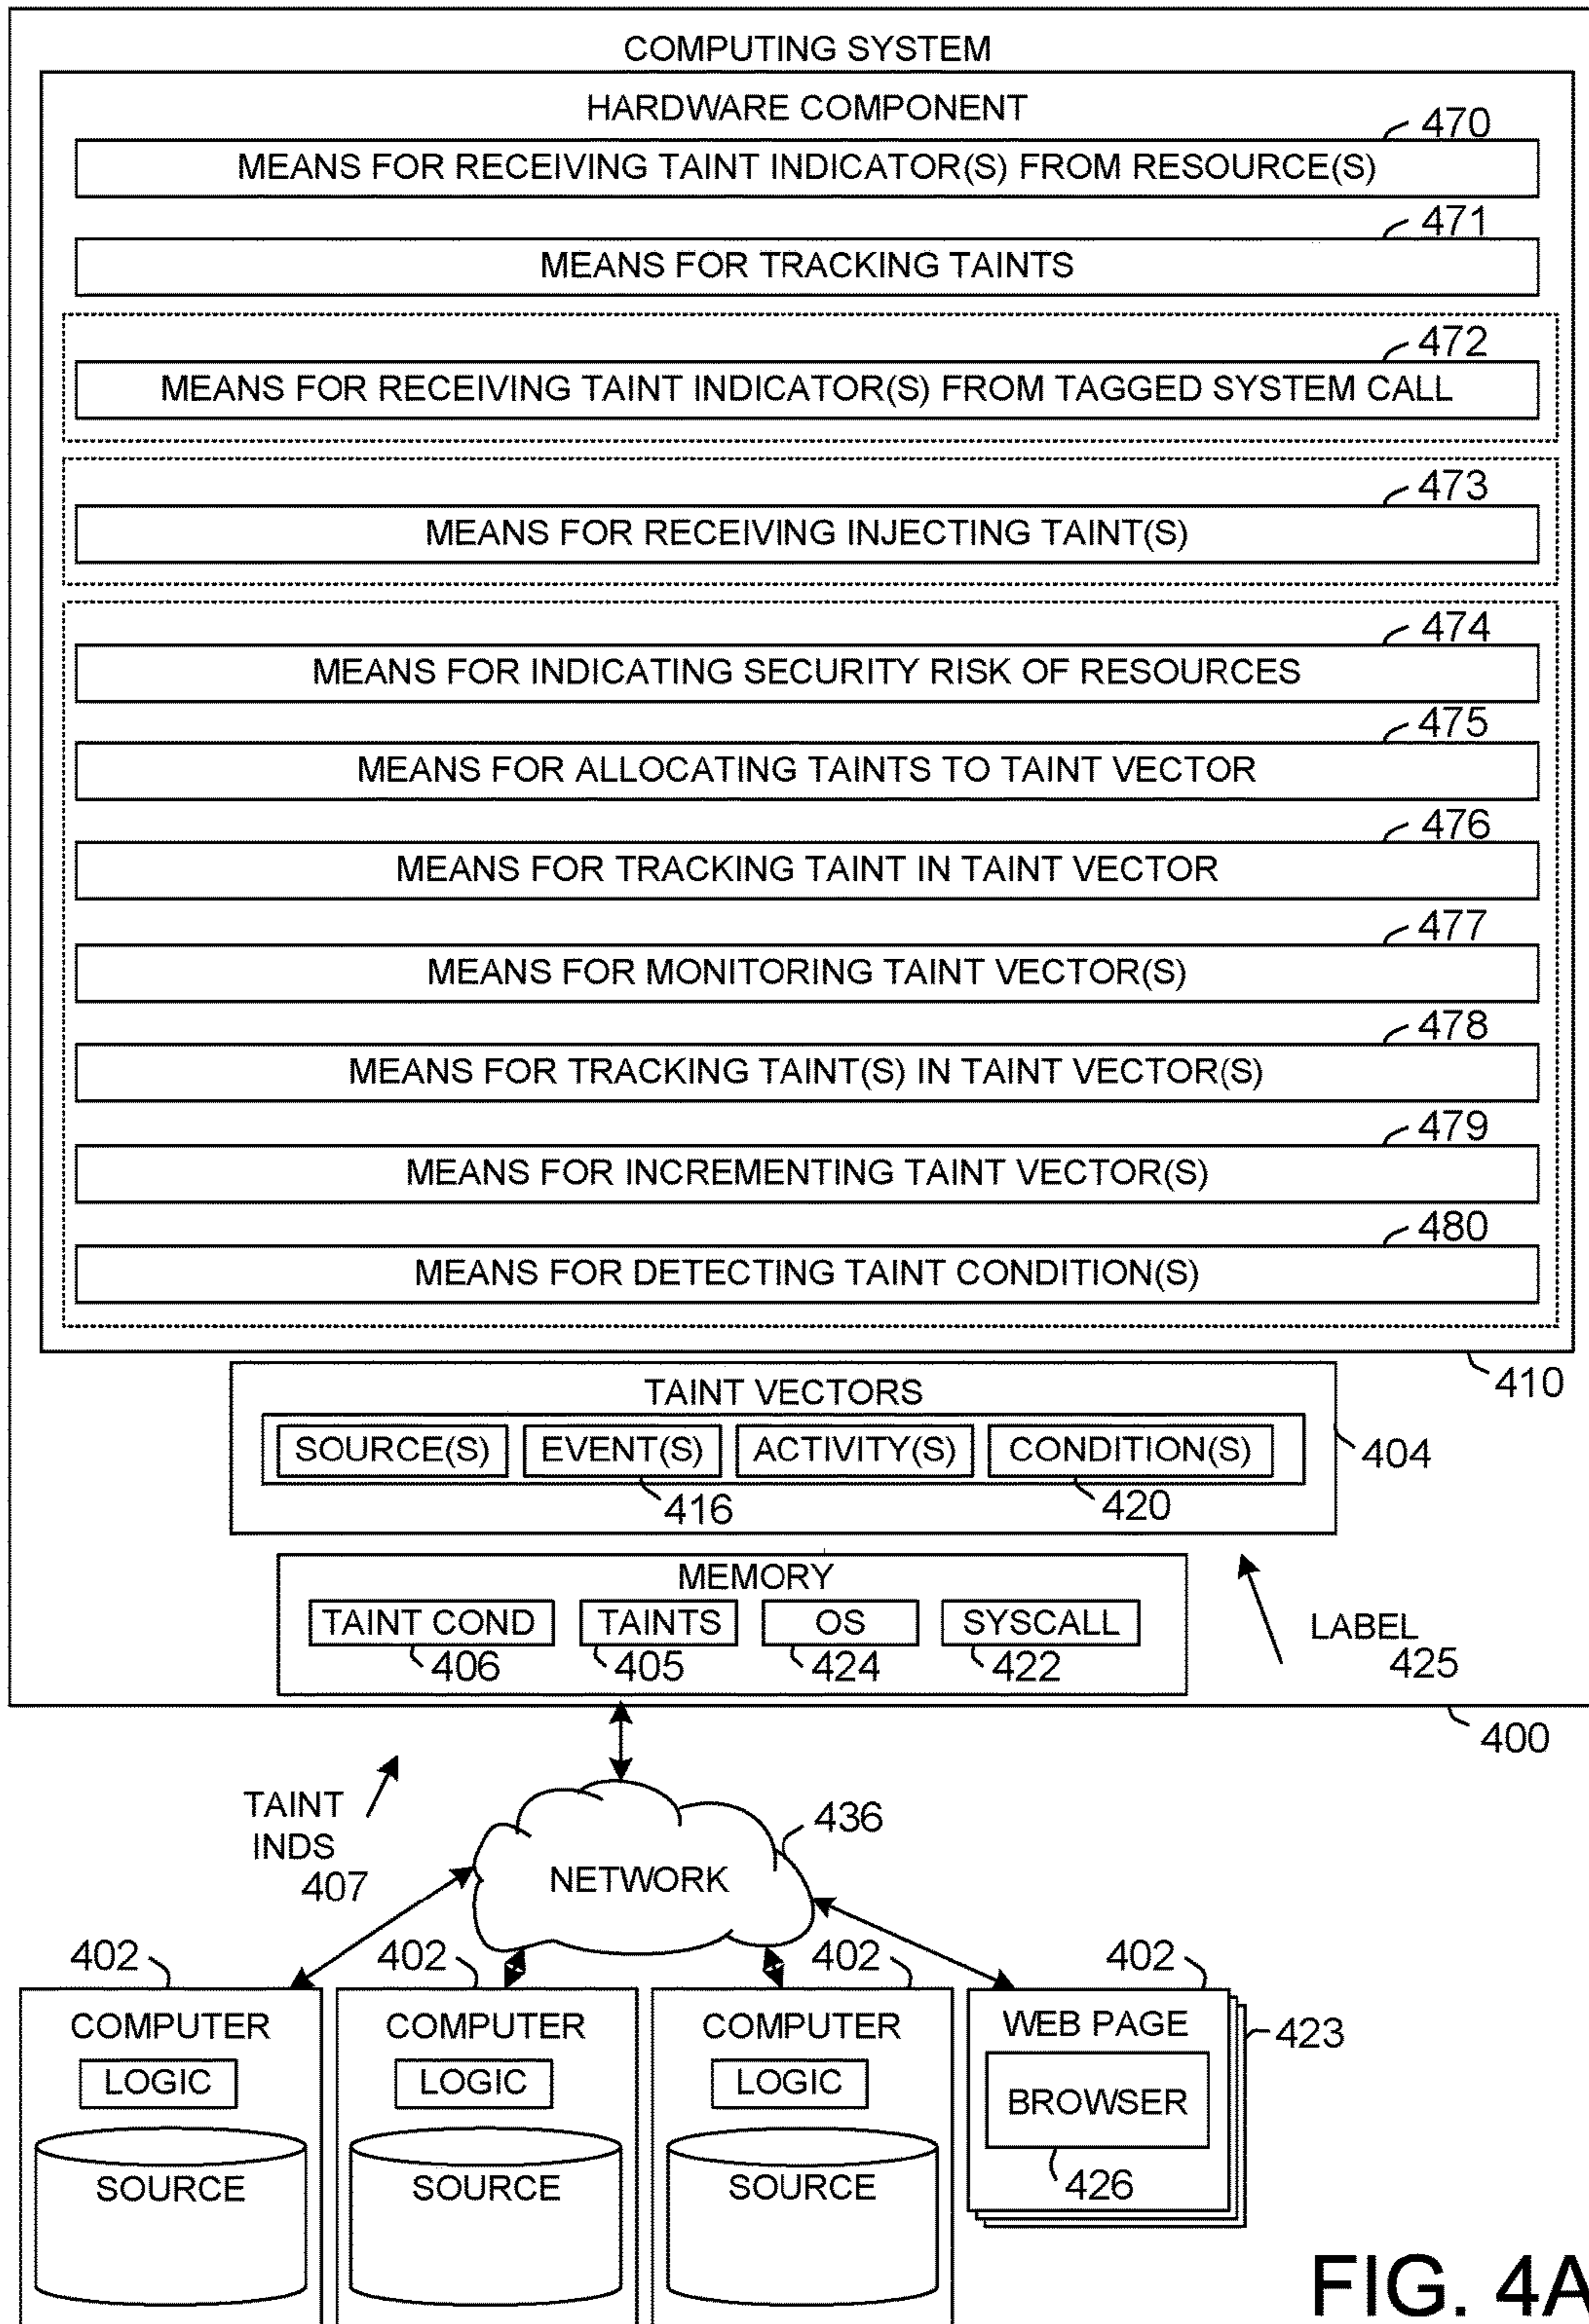 COMPUTING SYSTEM
HARDWARE COMPONENT
470
MEANS FOR RECEIVING TAINT INDICATOR(S) FROM RESOURCE(S)
471
MEANS FOR TRACKING TAINTS
472
MEANS FOR RECEIVING TAINT INDICATOR(S) FROM TAGGED SYSTEM CALL
473
MEANS FOR RECEIVING INJECTING TAINT(S)
474
MEANS FOR INDICATING SECURITY RISK OF RESOURCES
475
MEANS FOR ALLOCATING TAINTS TO TAINT VECTOR
476
MEANS FOR TRACKING TAINT IN TAINT VECTOR
477
MEANS FOR MONITORING TAINT VECTOR(S)
478
MEANS FOR TRACKING TAINT(S) IN TAINT VECTOR(S)
479
MEANS FOR INCREMENTING TAINT VECTOR(S)
480
MEANS FOR DETECTING TAINT CONDITION(S)
410
TAINT VECTORS
SOURCE(S) EVENT(S) ACTIVITY(S) CONDITION(S)
404
416 420
MEMORY
TAINT COND TAINTS OS SYSCALL
406 405 424 422
LABEL
425
400
TAINT
INDS
407
436
NETWORK
402 402 402 402
COMPUTER COMPUTER COMPUTER WEB PAGE
423
LOGIC LOGIC LOGIC BROWSER
SOURCE SOURCE SOURCE 426
FIG. 4A